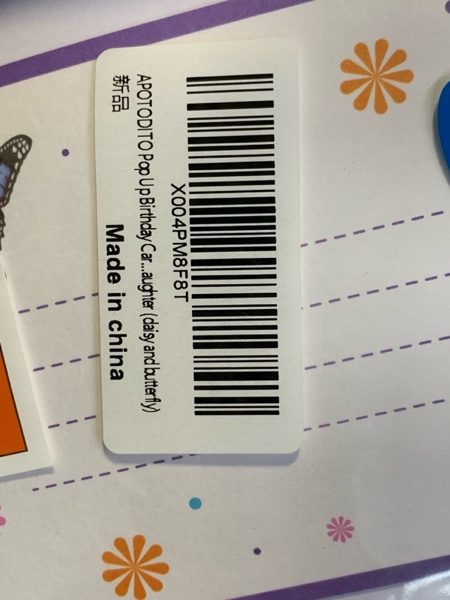 X004PM8F8T
APOTODITO Pop Up Birthday Car...aughter (daisy and butterfly)
新品
Made in china